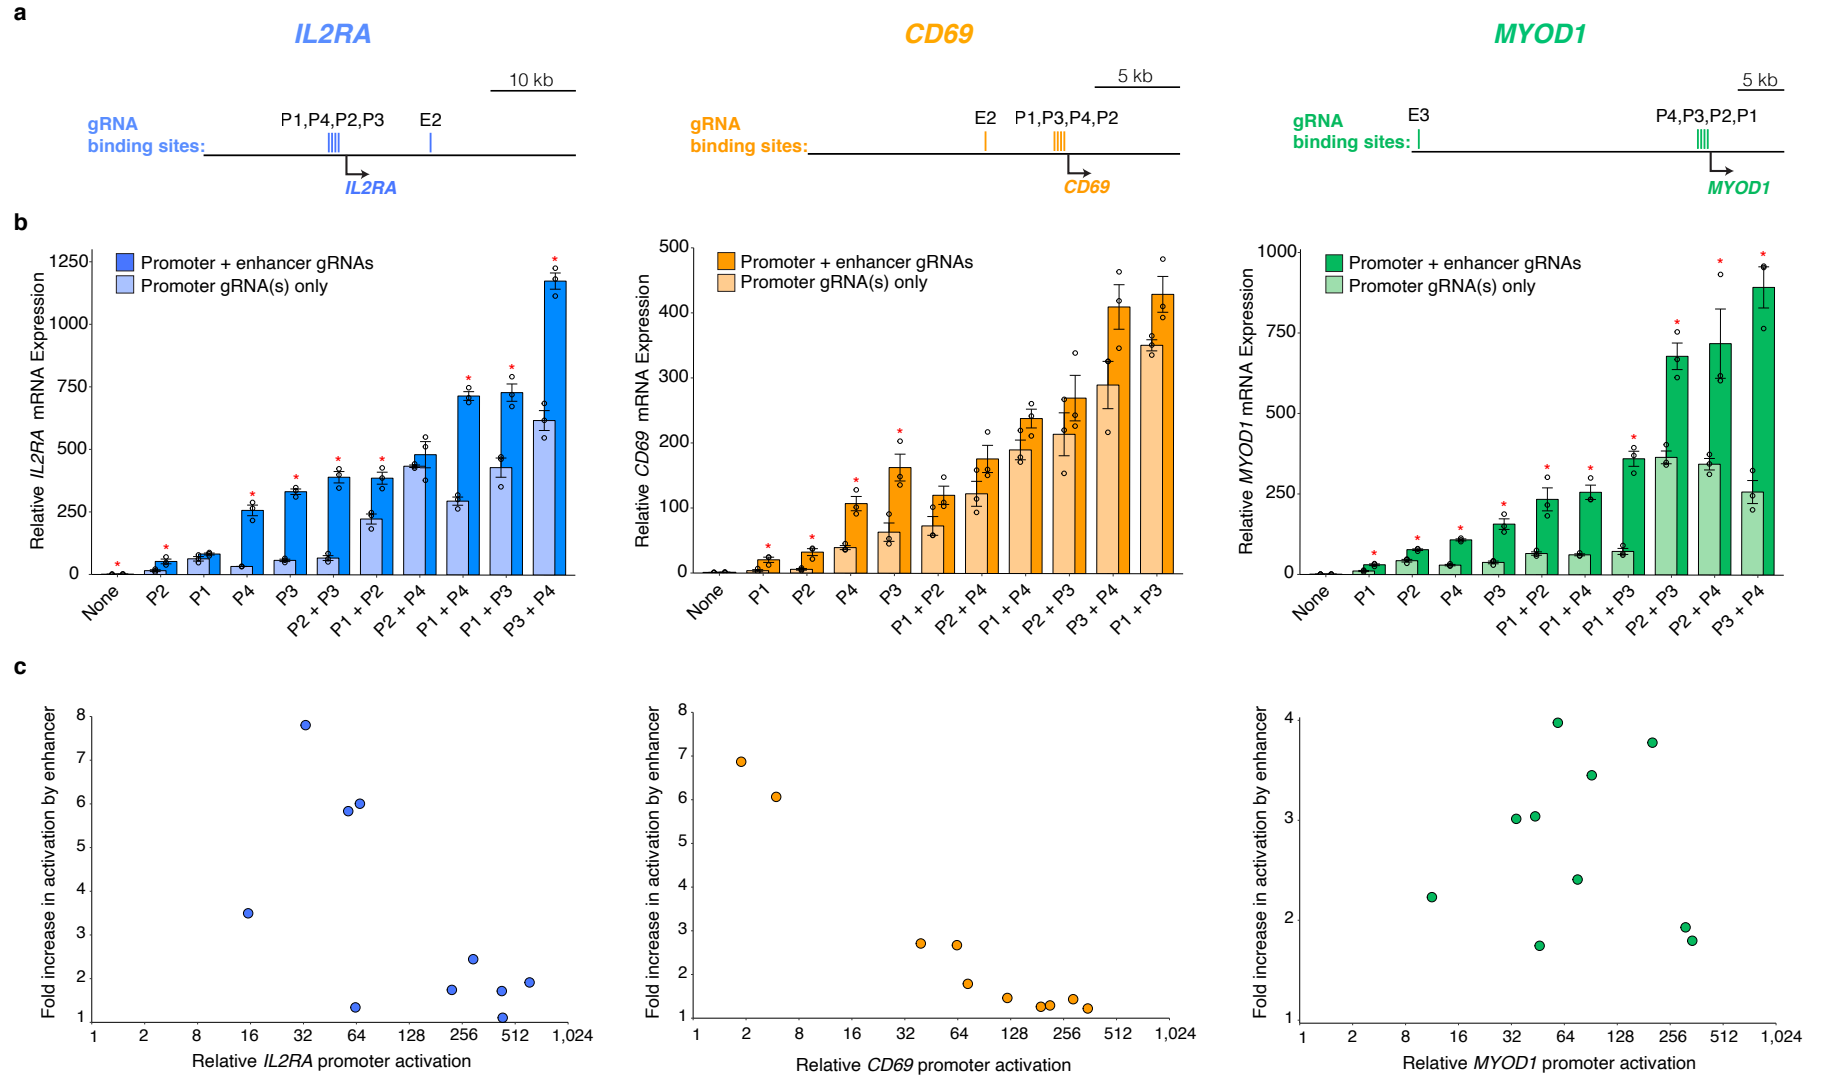 a
IL2RA
CD69
MYOD1
10 kb
5 kb
5 kb
gRNA
binding sites:
P1,P4,P2,P3
E2
IL2RA
gRNA
binding sites:
E2
P1,P3,P4,P2
CD69
gRNA
binding sites:
E3
P4,P3,P2,P1
MYOD1
b
Relative IL2RA mRNA Expression
1250
1000
750
500
250
0
Promoter + enhancer gRNAs
Promoter gRNA(s) only
* * * * * * * * *
None
P2
P1
P4
P3
P2 + P3
P1 + P2
P2 + P4
P1 + P4
P1 + P3
P3 + P4
Relative CD69 mRNA Expression
500
400
300
200
100
0
Promoter + enhancer gRNAs
Promoter gRNA(s) only
* * * *
None
P1
P2
P4
P3
P1 + P2
P2 + P4
P1 + P4
P2 + P3
P3 + P4
P1 + P3
Relative MYOD1 mRNA Expression
1000
750
500
250
0
Promoter + enhancer gRNAs
Promoter gRNA(s) only
* * * * * * * * * *
None
P1
P2
P4
P3
P1 + P2
P1 + P4
P1 + P3
P2 + P3
P2 + P4
P3 + P4
c
Fold increase in activation by enhancer
8
7
6
5
4
3
2
1
1 2 8 16 32 64 128 256 512 1,024
Relative IL2RA promoter activation
Fold increase in activation by enhancer
8
7
6
5
4
3
2
1
1 2 8 16 32 64 128 256 512 1,024
Relative CD69 promoter activation
Fold increase in activation by enhancer
4
3
2
1
1 2 8 16 32 64 128 256 512 1,024
Relative MYOD1 promoter activation